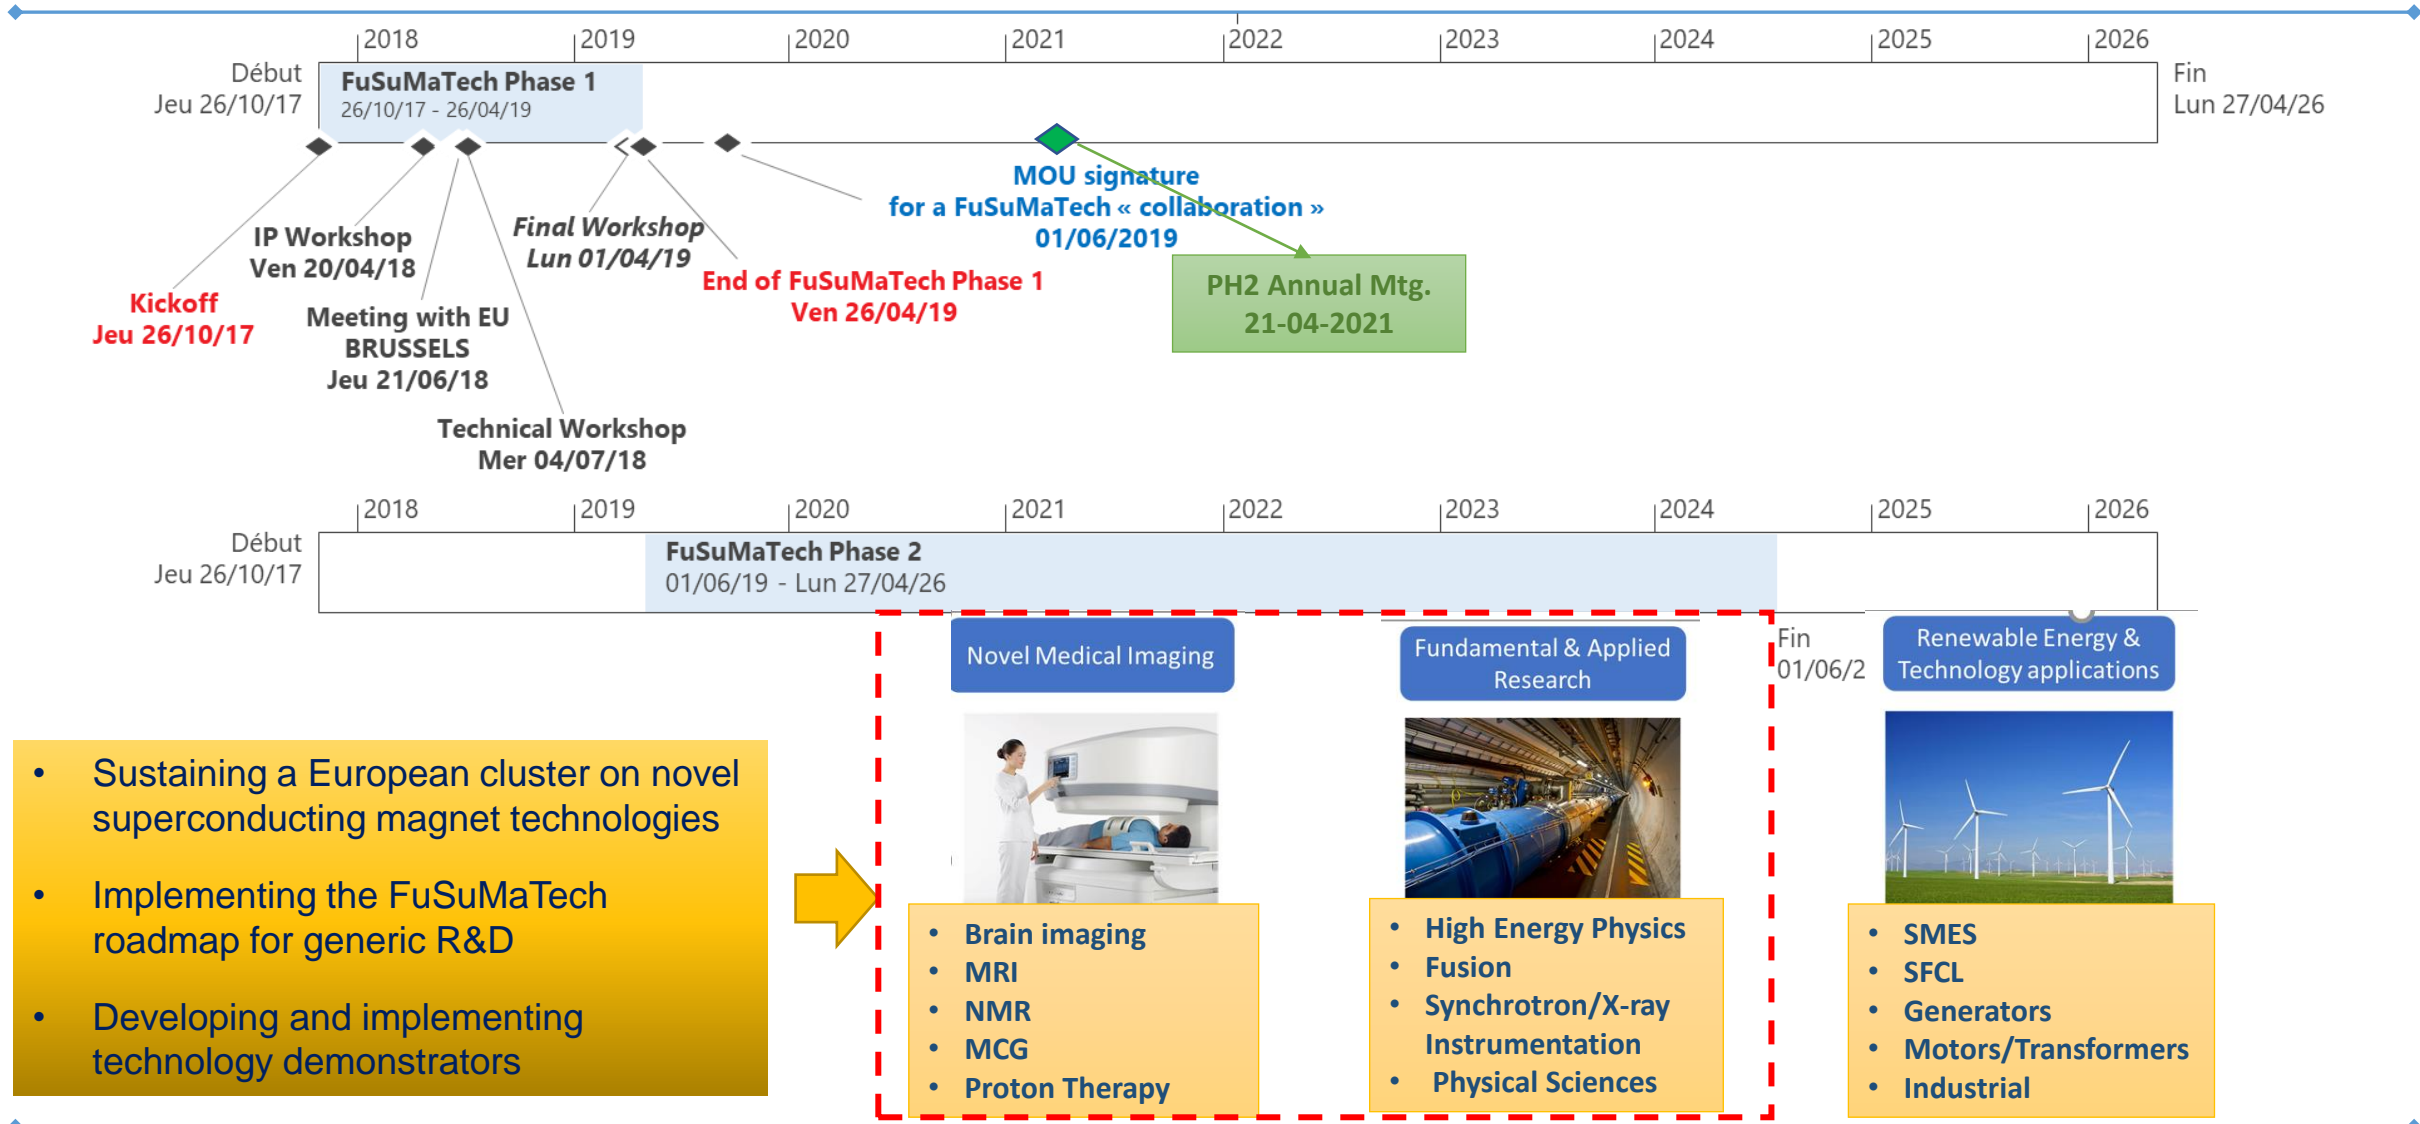 2018 2019 2020 2021 2022 2023 2024 2025 2026
Début
Jeu 26/10/17
FuSuMaTech Phase 1
26/10/17 - 26/04/19
Fin
Lun 27/04/26
Kickoff
Jeu 26/10/17
IP Workshop
Ven 20/04/18
Meeting with EU
BRUSSELS
Jeu 21/06/18
Technical Workshop
Mer 04/07/18
Final Workshop
Lun 01/04/19
End of FuSuMaTech Phase 1
Ven 26/04/19
MOU signature
for a FuSuMaTech « collaboration »
01/06/2019
PH2 Annual Mtg.
21-04-2021
2018 2019 2020 2021 2022 2023 2024 2025 2026
Début
Jeu 26/10/17
FuSuMaTech Phase 2
01/06/19 - Lun 27/04/26
Fin
01/06/2
• Sustaining a European cluster on novel
superconducting magnet technologies
• Implementing the FuSuMaTech
roadmap for generic R&D
• Developing and implementing
technology demonstrators
Novel Medical Imaging
• Brain imaging
• MRI
• NMR
• MCG
• Proton Therapy
Fundamental & Applied
Research
• High Energy Physics
• Fusion
• Synchrotron/X-ray
Instrumentation
• Physical Sciences
Renewable Energy &
Technology applications
• SMES
• SFCL
• Generators
• Motors/Transformers
• Industrial